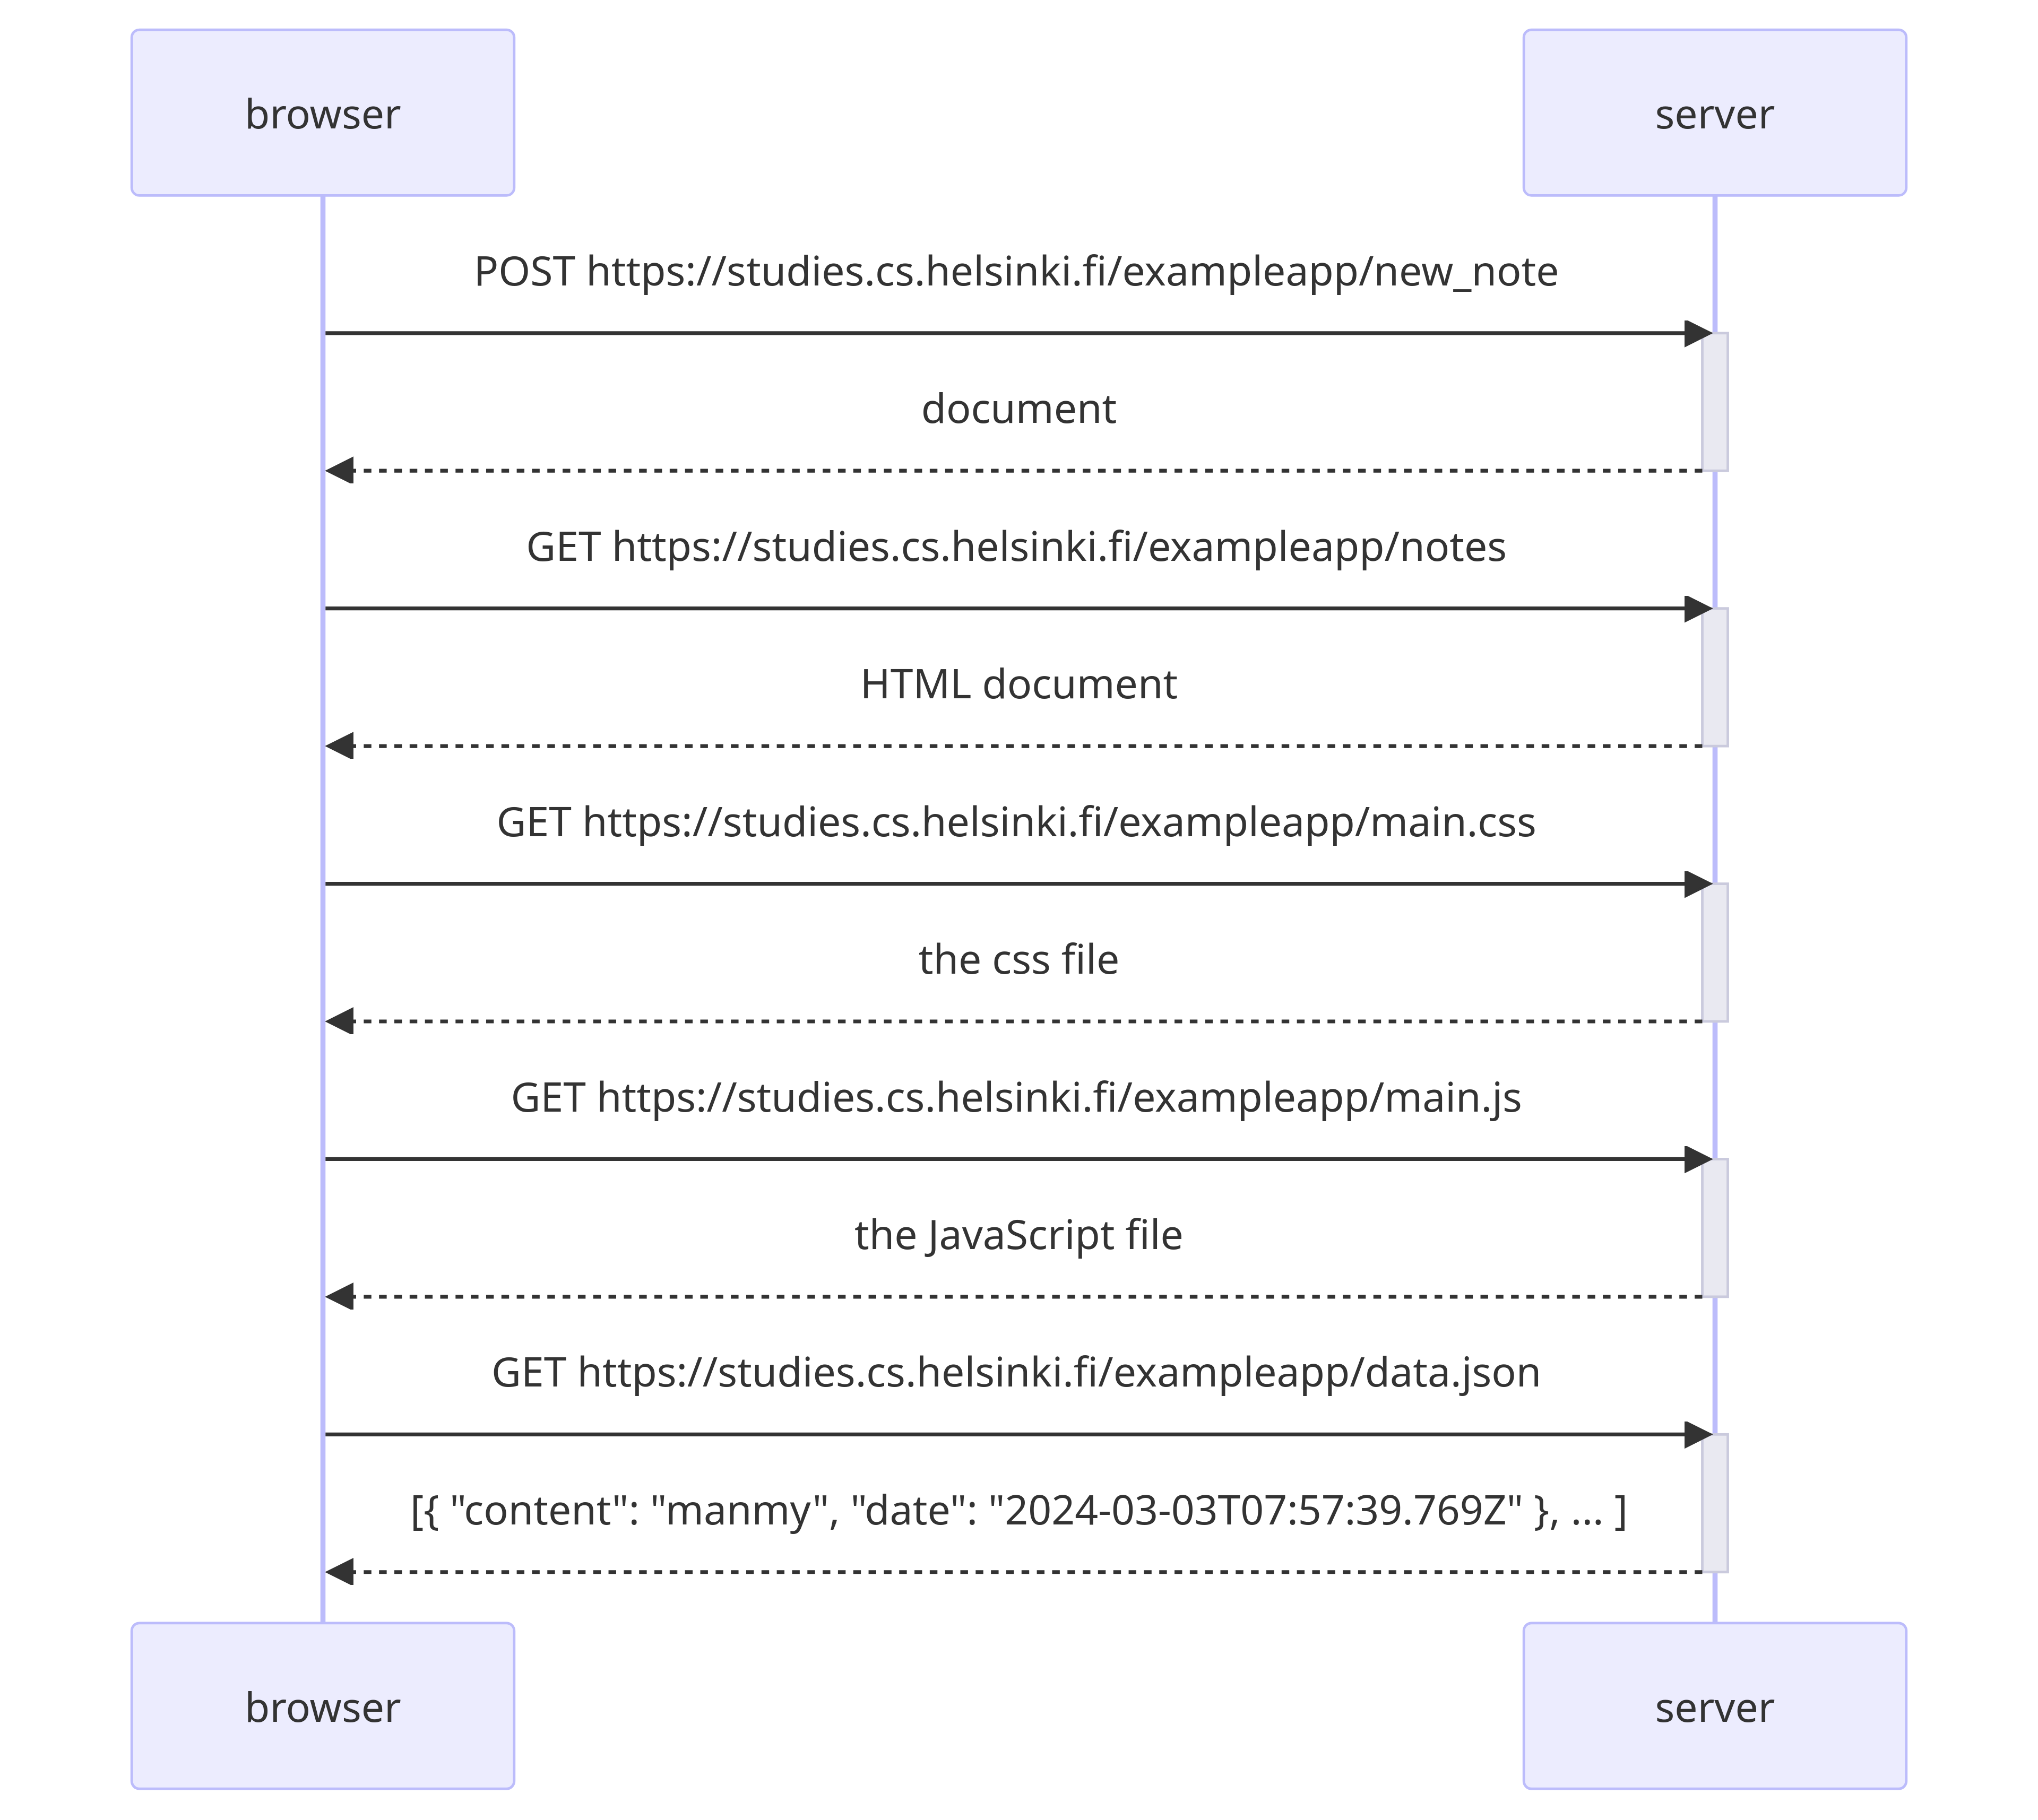 browser
server
POST https://studies.cs.helsinki.fi/exampleapp/new_note
document
GET https://studies.cs.helsinki.fi/exampleapp/notes
HTML document
GET https://studies.cs.helsinki.fi/exampleapp/main.css
the css file
GET https://studies.cs.helsinki.fi/exampleapp/main.js
the JavaScript file
GET https://studies.cs.helsinki.fi/exampleapp/data.json
[{ "content": "manmy", "date": "2024-03-03T07:57:39.769Z" }, ... ]
browser
server